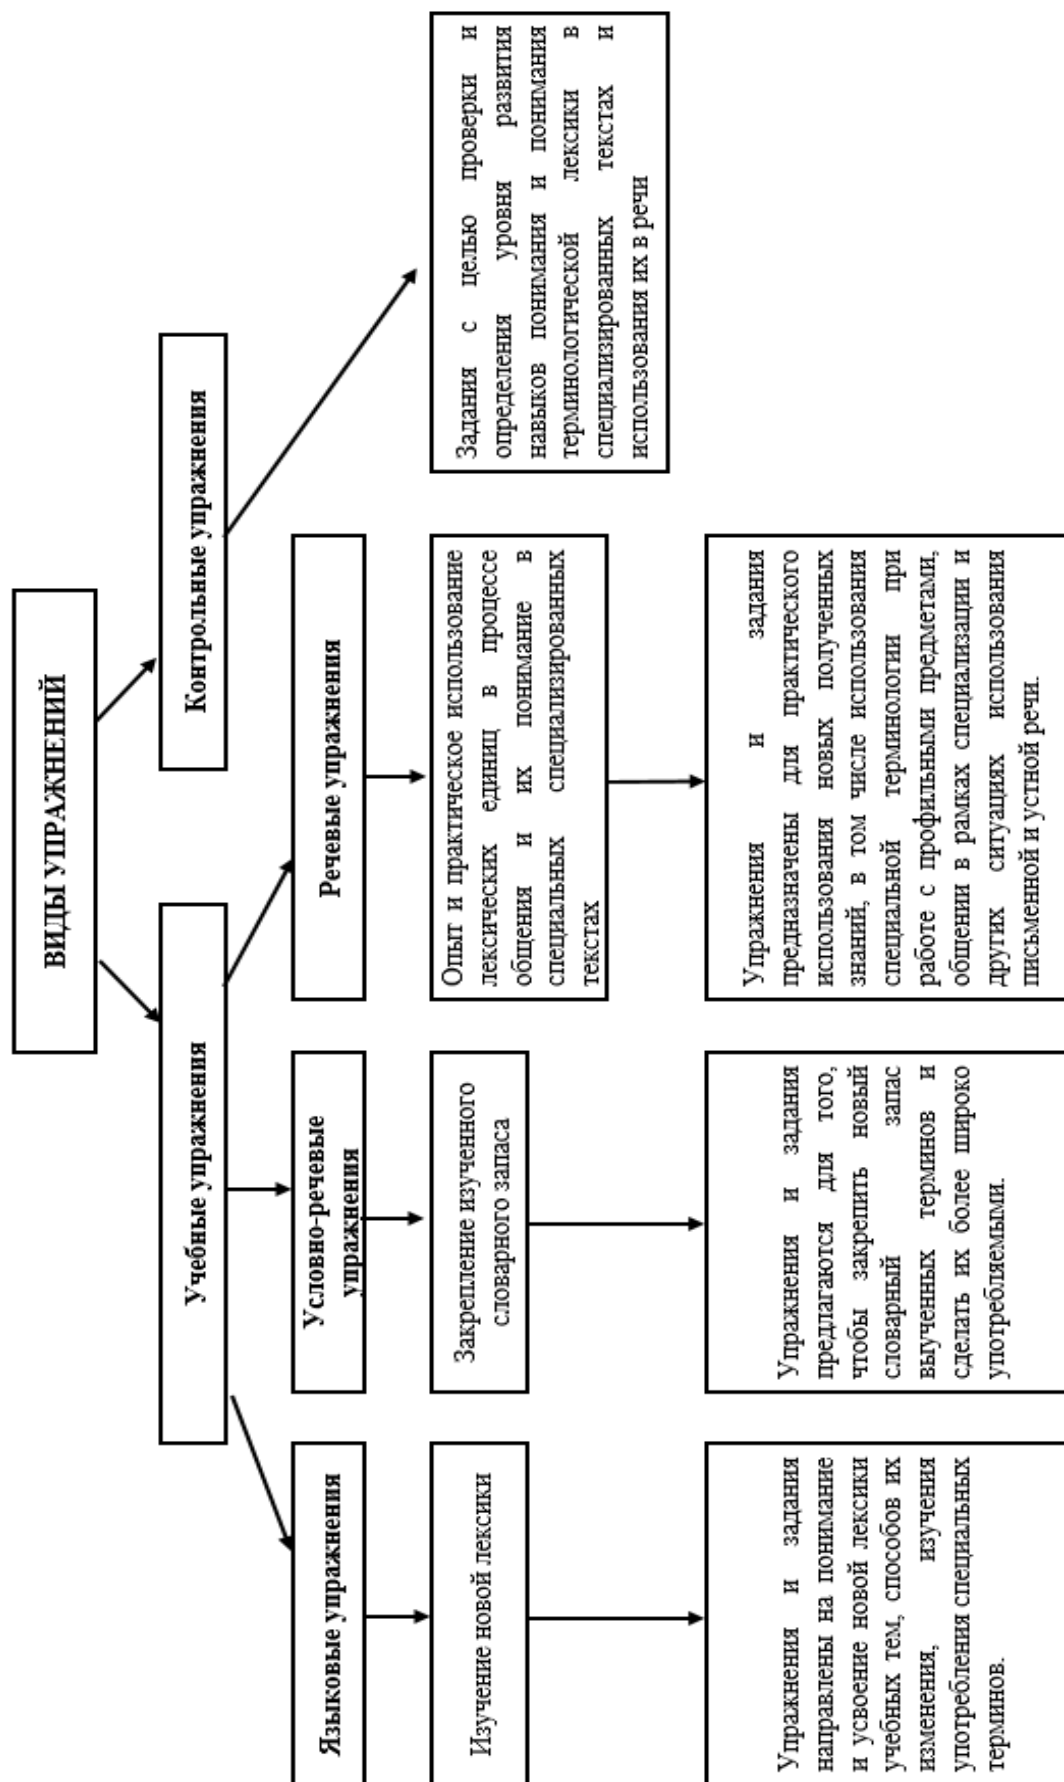 ВИДЫ УПРАЖНЕНИЙ
Учебные упражнения
Контрольные упражнения
Языковые упражнения
Условно-речевые
упражнения
Речевые упражнения
Изучение новой лексики
Закрепление изученного
словарного запаса
Опыт и практическое использование
лексических единиц в процессе
общения и их понимание в
специальных специализированных
текстах
Задания с целью проверки и
определения уровня развития
навыков понимания и понимания
терминологической лексики в
специализированных текстах и
использования их в речи
Упражнения и задания
направлены на понимание
и усвоение новой лексики
учебных тем, способов их
изменения, изучения
употребления специальных
терминов.
Упражнения и задания
предлагаются для того,
чтобы закрепить новый
словарный запас
выученных терминов и
сделать их более широко
употребляемыми.
Упражнения и задания
предназначены для практического
использования новых полученных
знаний, в том числе использования
специальной терминологии при
работе с профильными предметами,
общении в рамках специализации и
других ситуациях использования
письменной и устной речи.